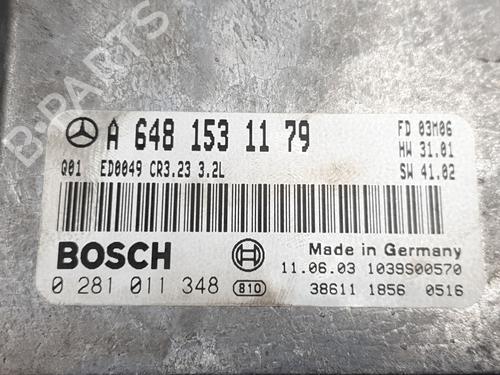 B-PARTS
A 648 153 11 79
FD 03M06
HW 31.01
Q01 ED0049 CR3.23 3.2L
SW 41.02
BOSCH
Made in Germany
11.06.03 1039S00570
0 281 011 348 810
38611 1856 0516